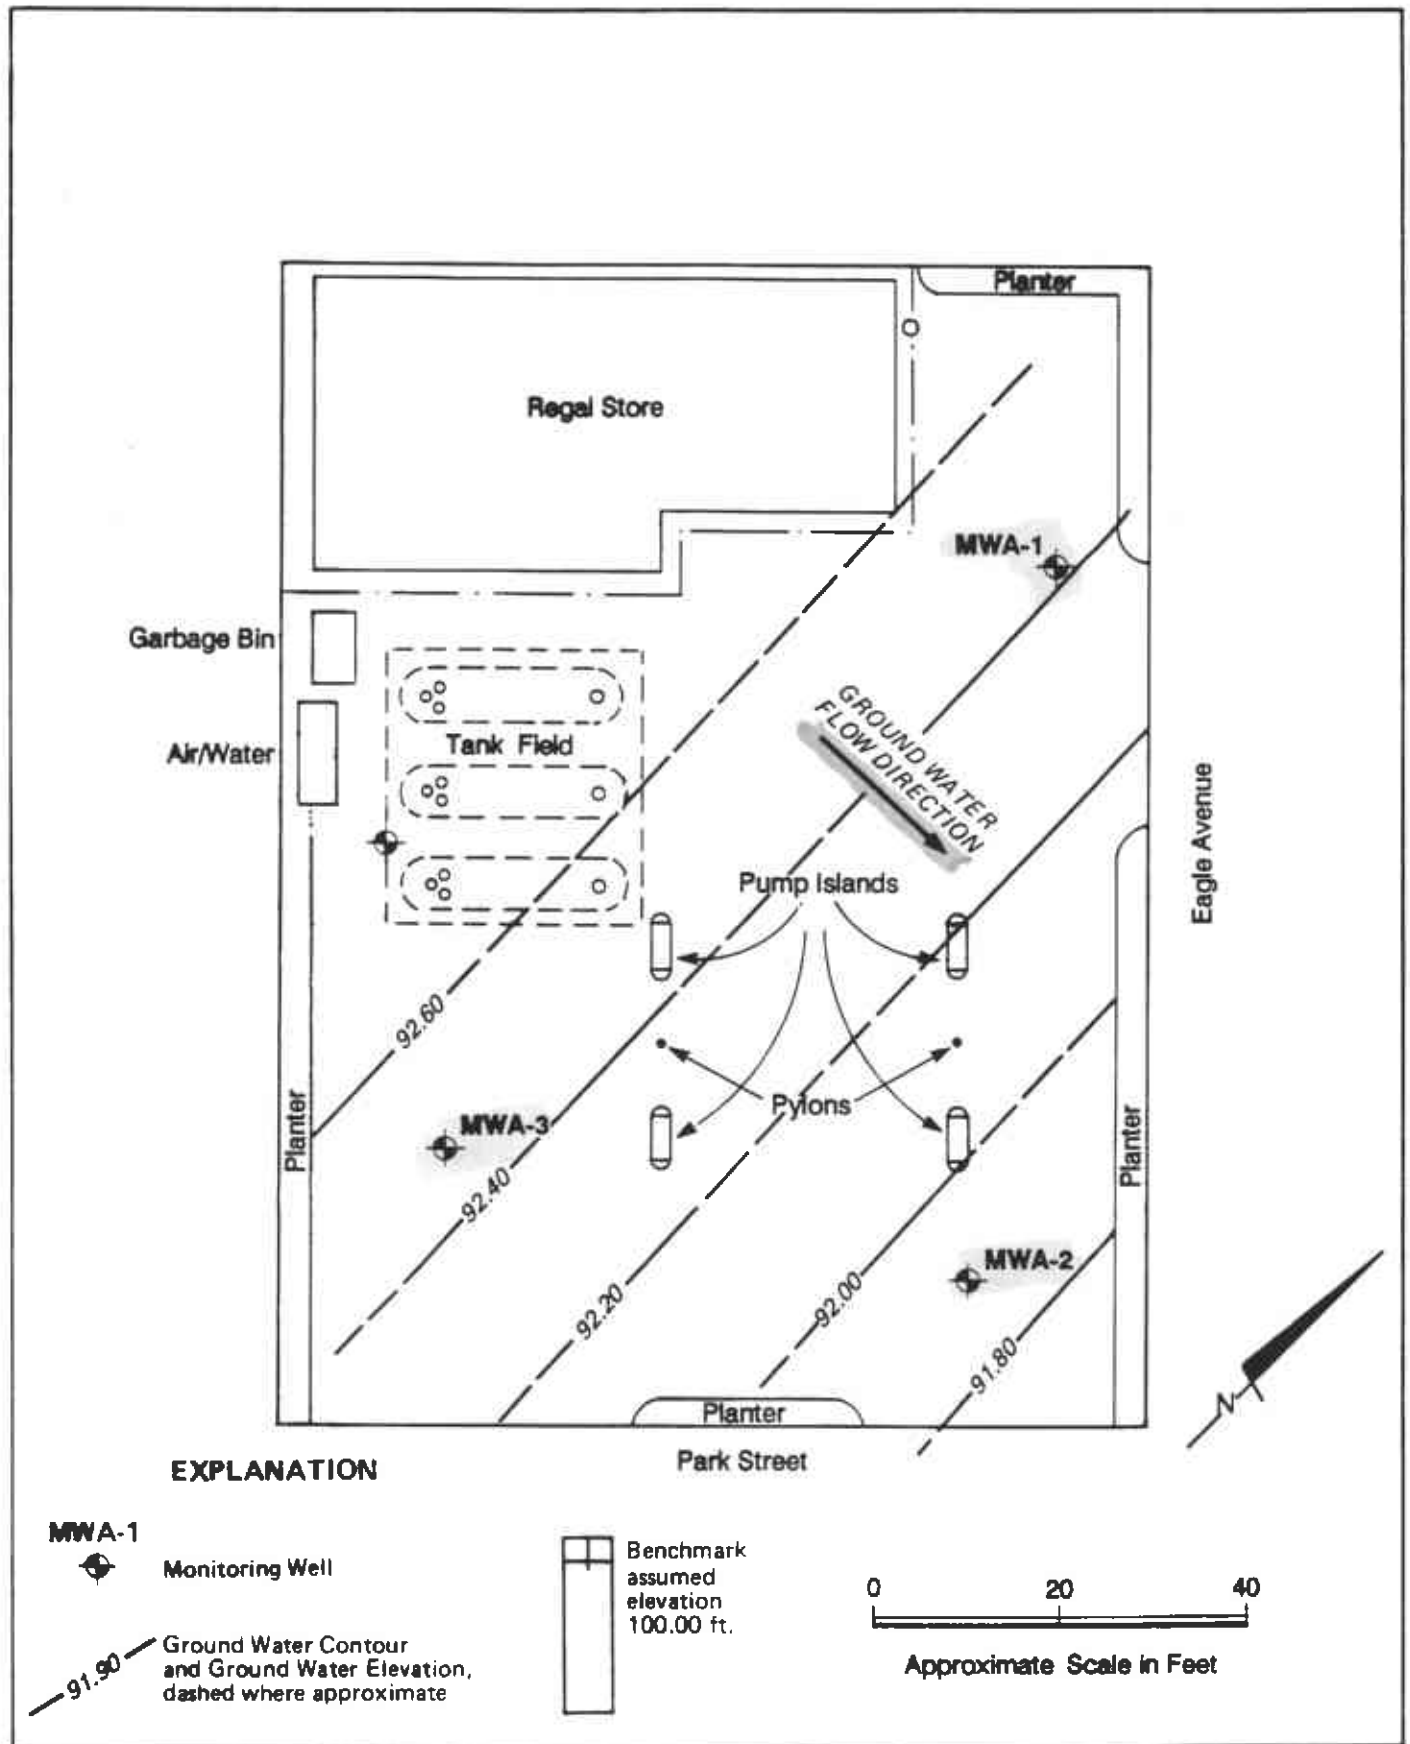 Planter
Regal Store
MWA-1
Garbage Bin
Tank Field
Air/Water
GROUND WATER
FLOW DIRECTION
Eagle Avenue
Pump Islands
92.60
Planter
MWA-3
Pylons
Planter
92.40
MWA-2
92.20
92.00
91.80
Planter
Park Street
N
EXPLANATION
MWA-1
Monitoring Well
91.90
Ground Water Contour
and Ground Water Elevation,
dashed where approximate
Benchmark
assumed
elevation
100.00 ft.
0 20 40
Approximate Scale in Feet